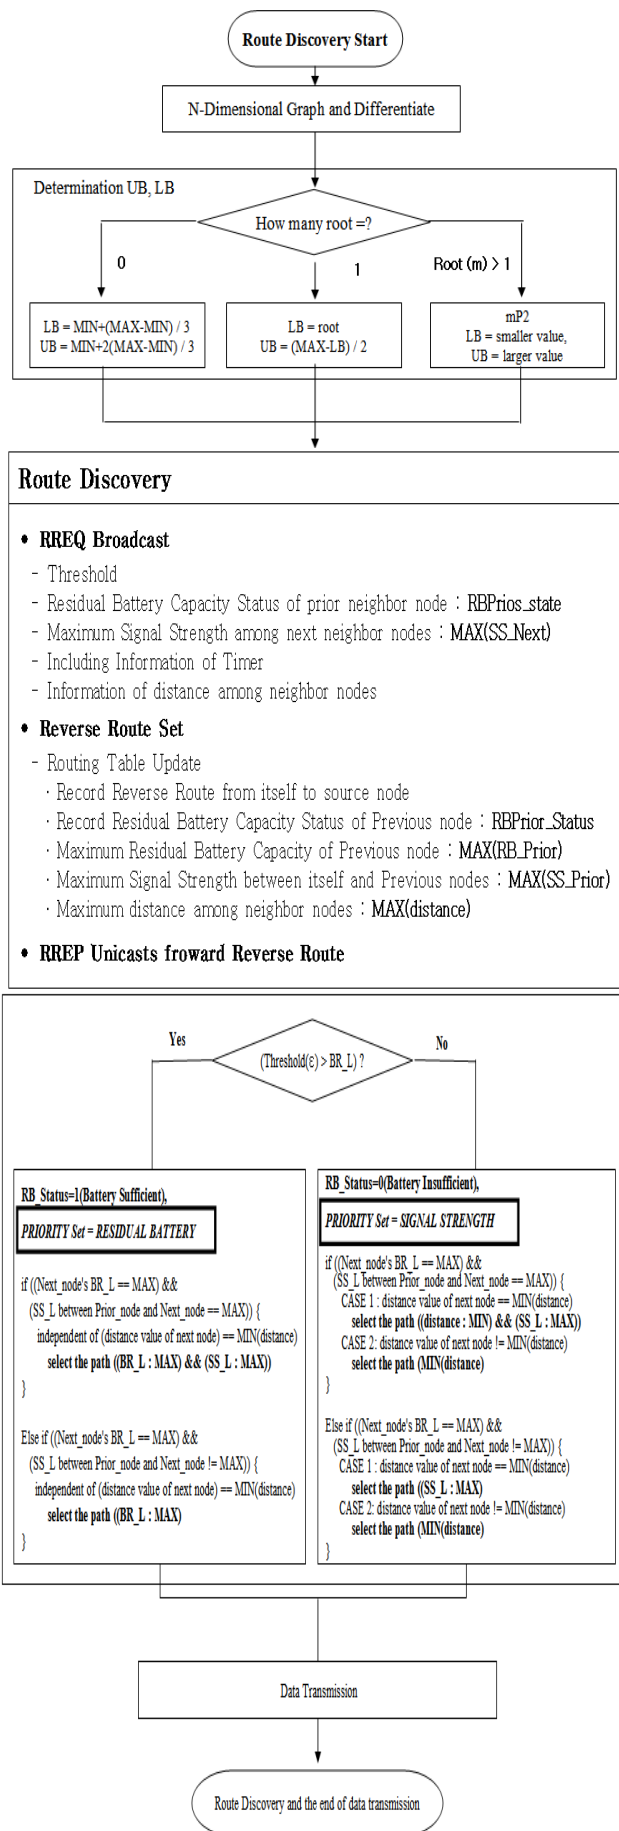 Route Discovery Start
N-Dimensional Graph and Differentiate
Determination UB, LB
How many root =?
0
1
Root (m) > 1
LB = MIN+(MAX-MIN) / 3
UB = MIN+2(MAX-MIN) / 3
LB = root
UB = (MAX-LB) / 2
mP2
LB = smaller value,
UB = larger value
Route Discovery
• RREQ Broadcast
- Threshold
- Residual Battery Capacity Status of prior neighbor node : RBPrios_state
- Maximum Signal Strength among next neighbor nodes : MAX(SS_Next)
- Including Information of Timer
- Information of distance among neighbor nodes
• Reverse Route Set
- Routing Table Update
· Record Reverse Route from itself to source node
· Record Residual Battery Capacity Status of Previous node : RBPrior_Status
· Maximum Residual Battery Capacity of Previous node : MAX(RB_Prior)
· Maximum Signal Strength between itself and Previous nodes : MAX(SS_Prior)
· Maximum distance among neighbor nodes : MAX(distance)
• RREP Unicasts froward Reverse Route
Yes
(Threshold(ε) > BR_L) ?
No
RB_Status=1(Battery Sufficient),
PRIORITY Set = RESIDUAL BATTERY
if ((Next_node's BR_L == MAX) &&
(SS_L between Prior_node and Next_node == MAX)) {
independent of (distance value of next node) == MIN(distance)
select the path ((BR_L : MAX) && (SS_L : MAX))
}
Else if ((Next_node's BR_L == MAX) &&
(SS_L between Prior_node and Next_node != MAX)) {
independent of (distance value of next node) == MIN(distance)
select the path ((BR_L : MAX)
}
RB_Status=0(Battery Insufficient),
PRIORITY Set = SIGNAL STRENGTH
if ((Next_node's BR_L == MAX) &&
(SS_L between Prior_node and Next_node == MAX)) {
CASE 1 : distance value of next node == MIN(distance)
select the path ((distance : MIN) && (SS_L : MAX))
CASE 2: distance value of next node != MIN(distance)
select the path (MIN(distance)
}
Else if ((Next_node's BR_L == MAX) &&
(SS_L between Prior_node and Next_node != MAX)) {
CASE 1 : distance value of next node == MIN(distance)
select the path ((SS_L : MAX)
CASE 2: distance value of next node != MIN(distance)
select the path (MIN(distance)
}
Data Transmission
Route Discovery and the end of data transmission